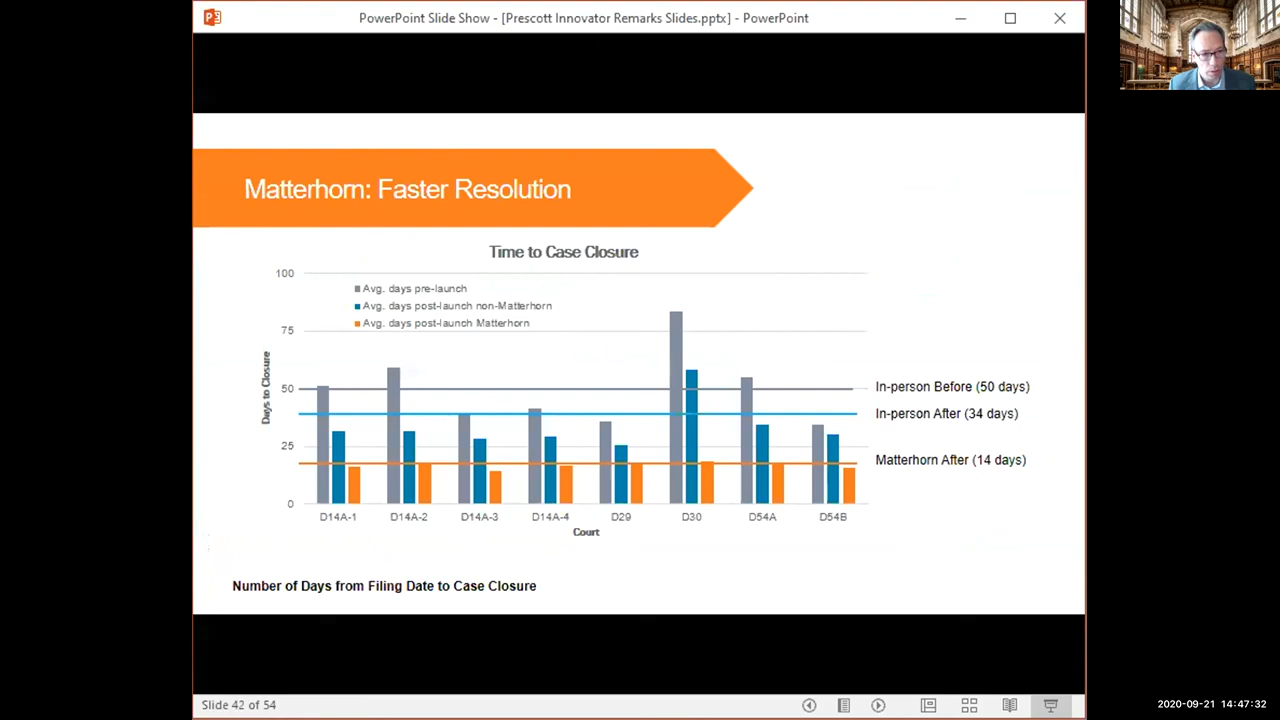 PowerPoint Slide Show - [Prescott Innovator Remarks Slides.pptx] - PowerPoint
Matterhorn: Faster Resolution
Time to Case Closure
Avg. days pre-launch
Avg. days post-launch non-Matterhorn
Avg. days post-launch Matterhorn
Days to Closure
100
75
50
25
0
In-person Before (50 days)
In-person After (34 days)
Matterhorn After (14 days)
D14A-1 D14A-2 D14A-3 D14A-4 D29 D30 D54A D54B
Court
Number of Days from Filing Date to Case Closure
Slide 42 of 54
2020-09-21 14:47:32